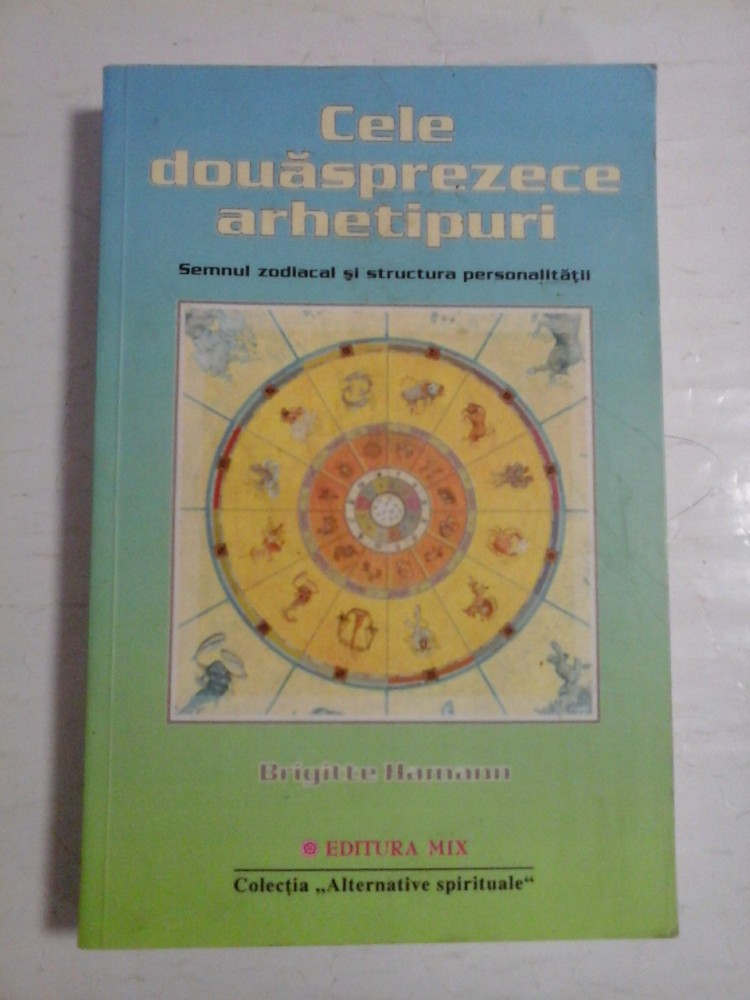 Cele
douăsprezece
arhetipuri
Semnul zodiacal şi structura personalităţii
Brigitte Hamann
EDITURA MIX
Colecţia „Alternative spirituale“